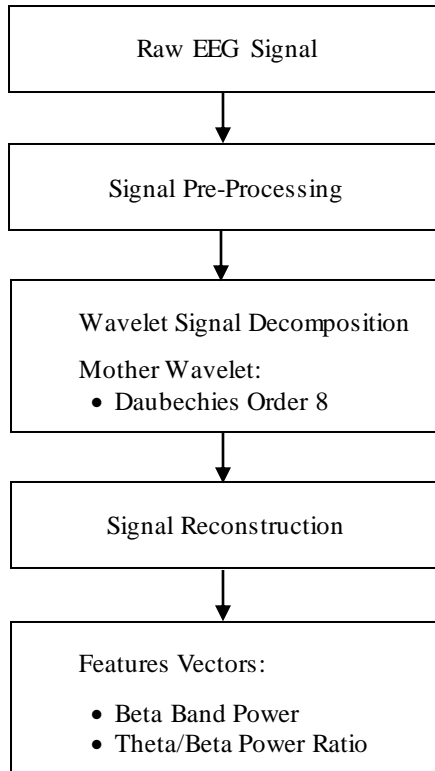 Raw EEG Signal
Signal Pre-Processing
Wavelet Signal Decomposition
Mother Wavelet:
• Daubechies Order 8
Signal Reconstruction
Features Vectors:
• Beta Band Power
• Theta/Beta Power Ratio